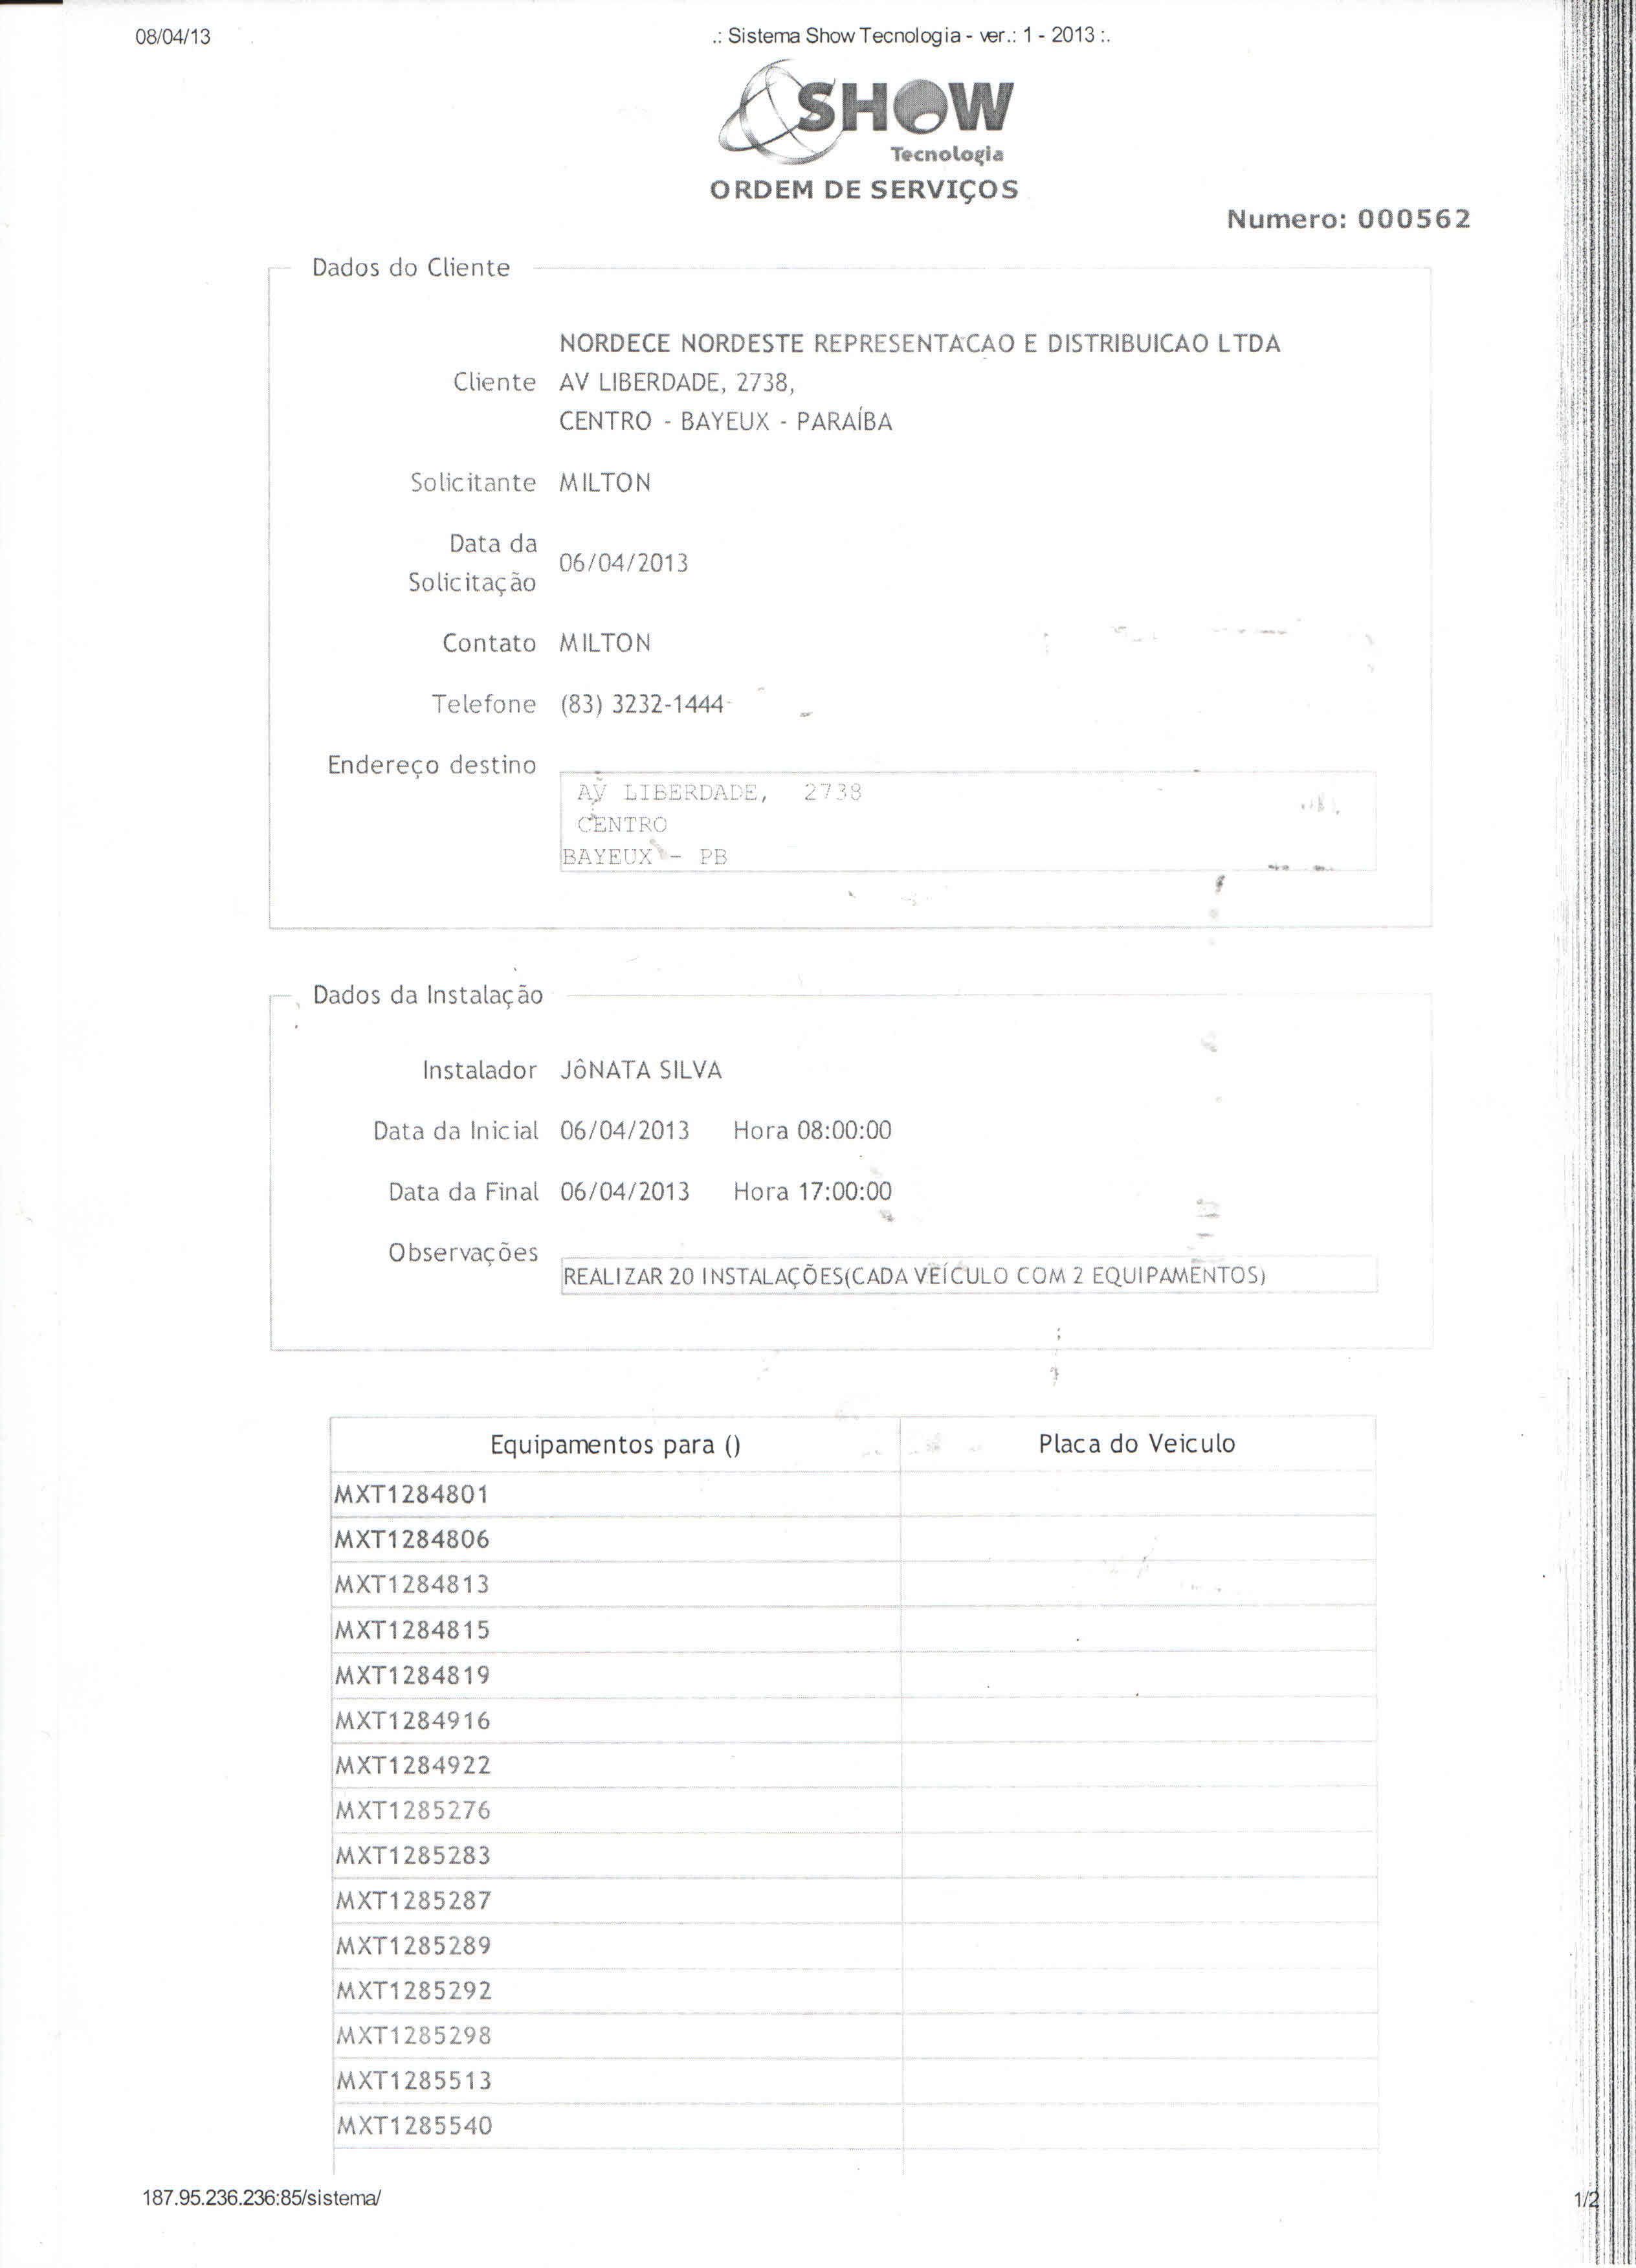 08/04/13
.: Sistema Show Tecnologia - ver.: 1 - 2013 :.
SHOW
Tecnologia
ORDEM DE SERVIÇOS
Numero: 000562
Dados do Cliente
NORDECE NORDESTE REPRESENTACAO E DISTRIBUICAO LTDA
Cliente AV LIBERDADE, 2738,
CENTRO - BAYEUX - PARAÍBA
Solicitante MILTON
Data da
Solicitação 06/04/2013
Contato MILTON
Telefone (83) 3232-1444
Endereço destino
AV LIBERDADE, 2738
CENTRO
BAYEUX - PB
Dados da Instalação
Instalador JôNATA SILVA
Data da Inicial 06/04/2013 Hora 08:00:00
Data da Final 06/04/2013 Hora 17:00:00
Observações
REALIZAR 20 INSTALAÇÕES(CADA VEÍCULO COM 2 EQUIPAMENTOS)
Equipamentos para () Placa do Veiculo
MXT1284801
MXT1284806
MXT1284813
MXT1284815
MXT1284819
MXT1284916
MXT1284922
MXT1285276
MXT1285283
MXT1285287
MXT1285289
MXT1285292
MXT1285298
MXT1285513
MXT1285540
187.95.236.236:85/sistema/
1/2